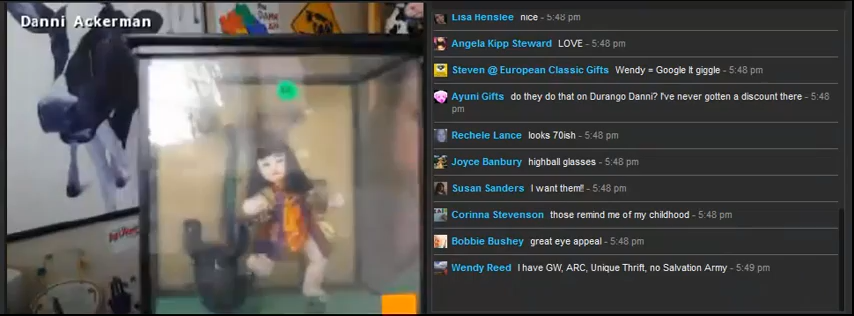 Danni Ackerman
Lisa Henslee nice - 5:48 pm
Angela Kipp Steward LOVE - 5:48 pm
Steven @ European Classic Gifts Wendy = Google It giggle - 5:48 pm
Ayuni Gifts do they do that on Durango Danni? I've never gotten a discount there - 5:48
pm
Rechele Lance looks 70ish - 5:48 pm
Joyce Banbury highball glasses - 5:48 pm
Susan Sanders I want them!! - 5:48 pm
Corinna Stevenson those remind me of my childhood - 5:48 pm
Bobbie Bushey great eye appeal - 5:48 pm
Wendy Reed I have GW, ARC, Unique Thrift, no Salvation Army - 5:49 pm